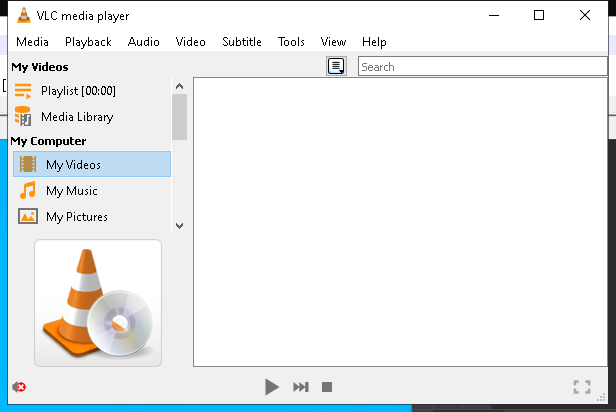 VLC media player
Media Playback Audio Video Subtitle Tools View Help
My Videos
Search
Playlist [00:00]
Media Library
My Computer
My Videos
My Music
My Pictures